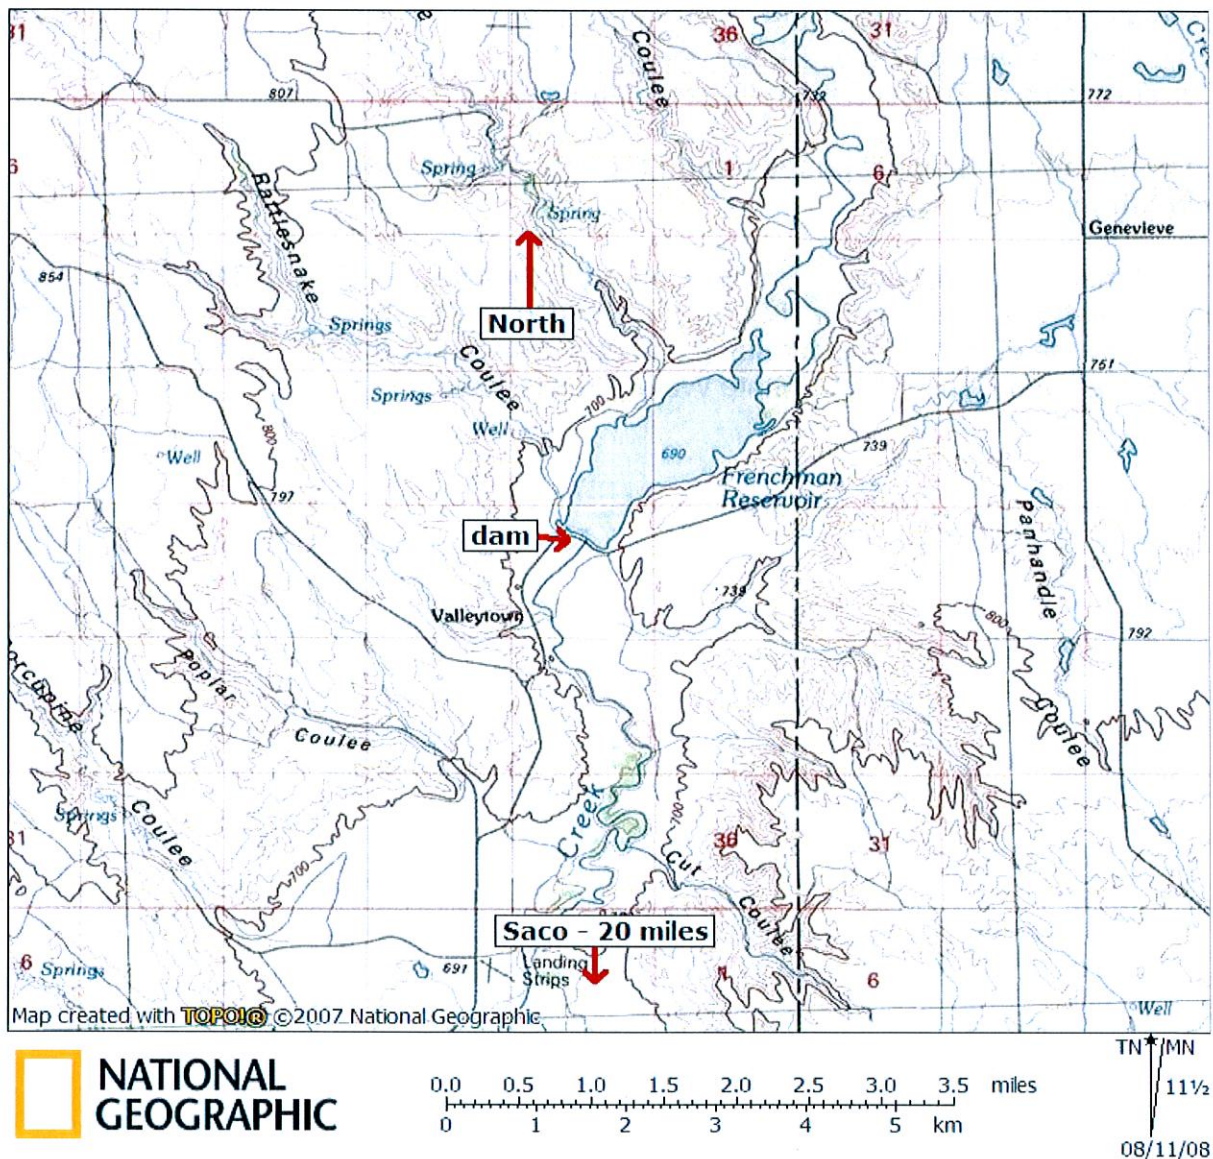 31
36
31
Coulee
807
732
772
6
Spring
1
6
Spring
Rattlesnake
Genevieve
854
North
Springs
Coulee
761
Springs
700
Well
800
Well
690
739
Frenchman
Reservoir
797
Panhandle
dam
739
Valleytown
800
792
Poplar
Coulee
Coulee
Springs
Coulee
Creek
700
31
36
31
Cut
700
Coulee
Saco - 20 miles
6
Springs
691
Landing
Strips
6
Well
Map created with TOPO!® ©2007 National Geographic
NATIONAL
GEOGRAPHIC
0.0 0.5 1.0 1.5 2.0 2.5 3.0 3.5 miles
0 1 2 3 4 5 km
TN MN
11½
08/11/08